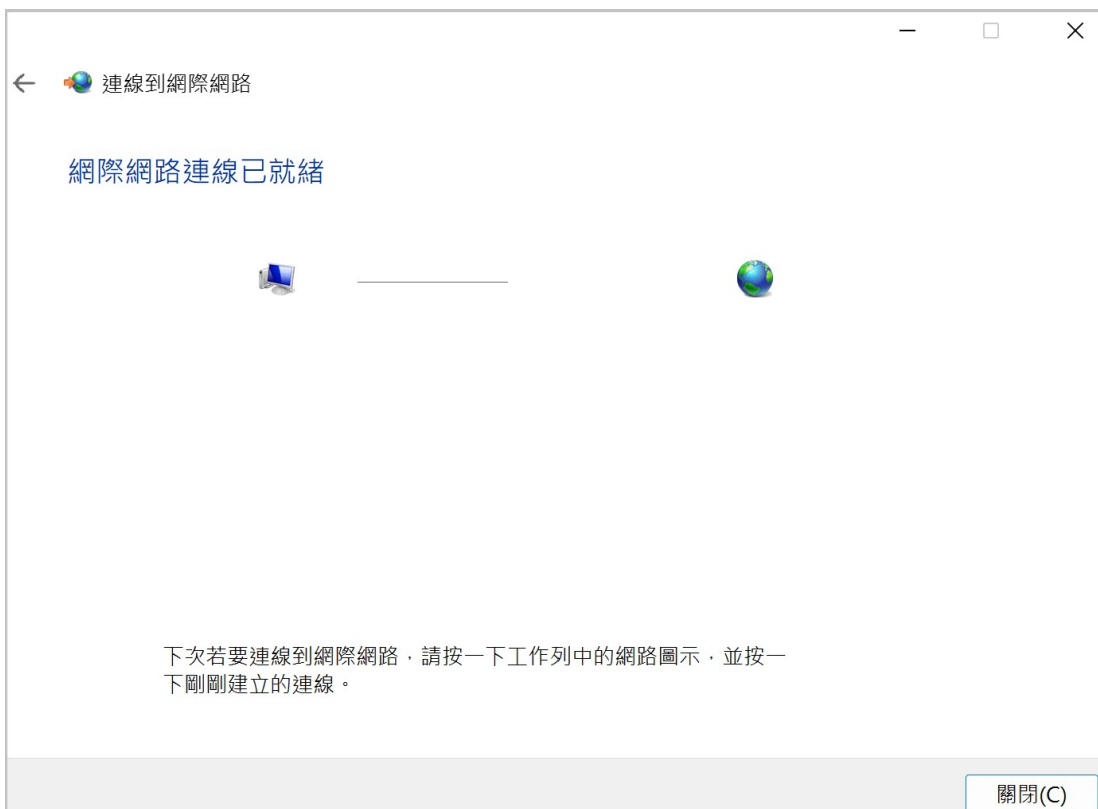 連線到網際網路
網際網路連線已就緒
下次若要連線到網際網路，請按一下工作列中的網路圖示，並按一
下剛剛建立的連線。
關閉(C)